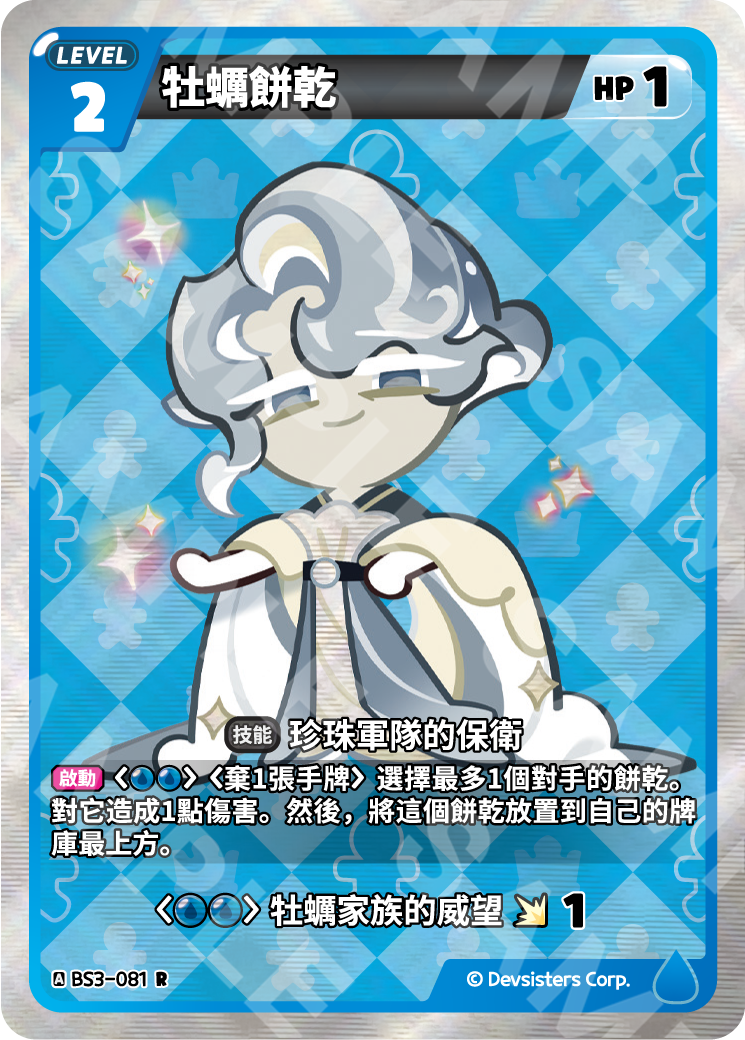 LEVEL
2
牡蠣餅乾
HP 1
技能 珍珠軍隊的保衛
啟動 〈〉〈棄1張手牌〉選擇最多1個對手的餅乾。
對它造成1點傷害。然後，將這個餅乾放置到自己的牌
庫最上方。
〈〉牡蠣家族的威望 1
A BS3-081 R
© Devsisters Corp.
SAMPLE